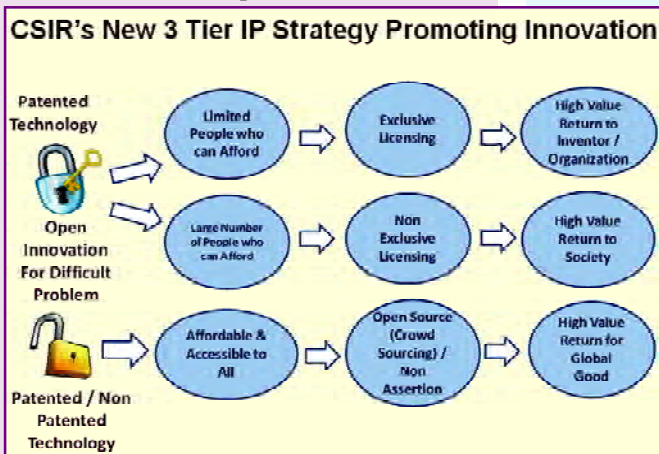 CSIR's New 3 Tier IP Strategy Promoting Innovation
Patented
Technology
Limited
People who
can Afford
Exclusive
Licensing
High Value
Return to
Inventor /
Organization
Open
Innovation
For Difficult
Problem
Large Number
of People who
can Afford
Non
Exclusive
Licensing
High Value
Return to
Society
Affordable &
Accessible to
All
Open Source
(Crowd
Sourcing) /
Non
Assertion
High Value
Return for
Global
Good
Patented / Non
Patented
Technology